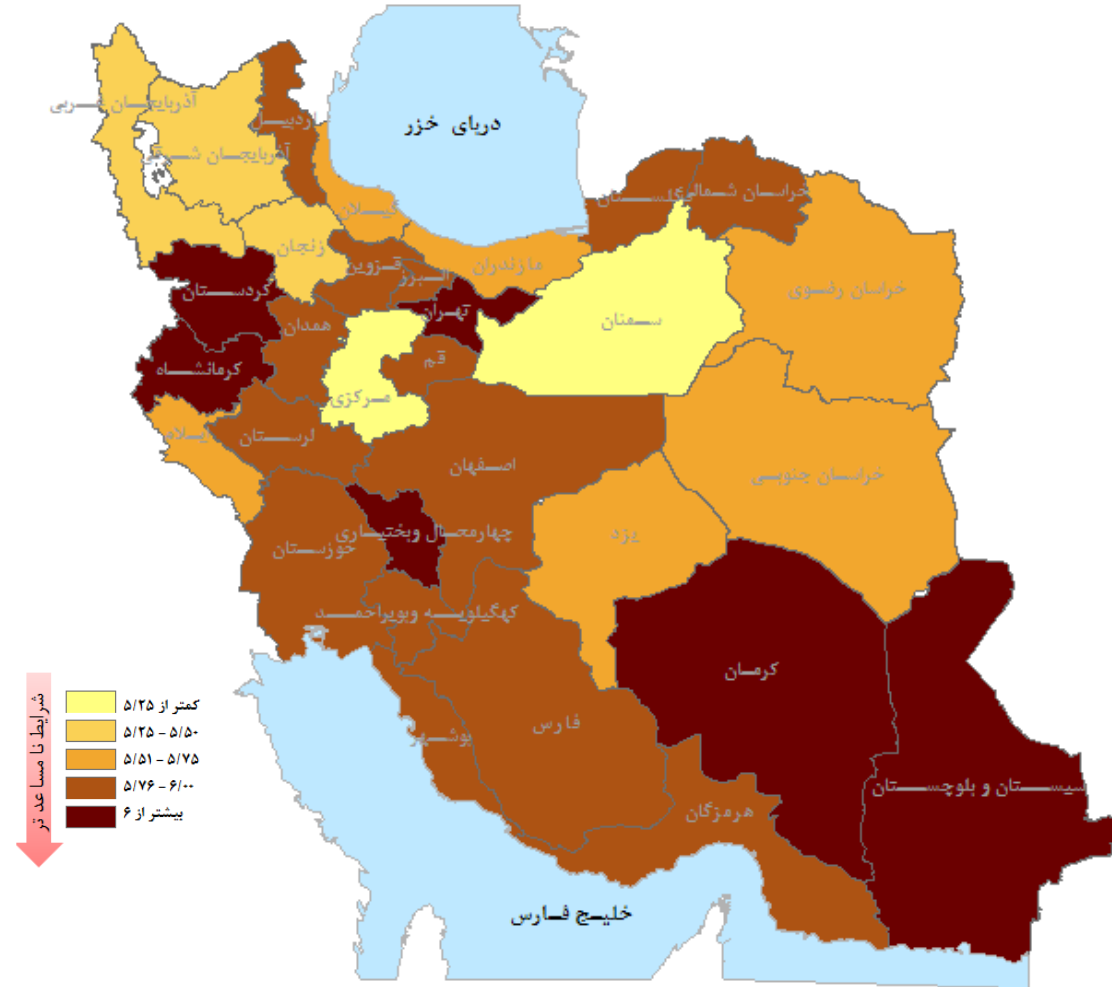 دریای خزر
آذربایجان غربی
آذربایجان شرقی
اردبیل
گیلان
زنجان
مازندران
گلستان
خراسان شمالی
خراسان رضوی
قزوین
البرز
تهران
سمنان
کردستان
همدان
قم
کرمانشاه
مرکزی
ایلام
لرستان
اصفهان
خراسان جنوبی
چهارمحال وبختیاری
خوزستان
یزد
کهگیلویه وبویراحمد
کرمان
فارس
بوشهر
هرمزگان
سیستان و بلوچستان
خلیج فارس
شرایط نا مساعد تر
کمتر از ۵/۲۵
۵/۲۵ - ۵/۵۰
۵/۵۱ - ۵/۷۵
۵/۷۶ - ۶/۰۰
بیشتر از ۶